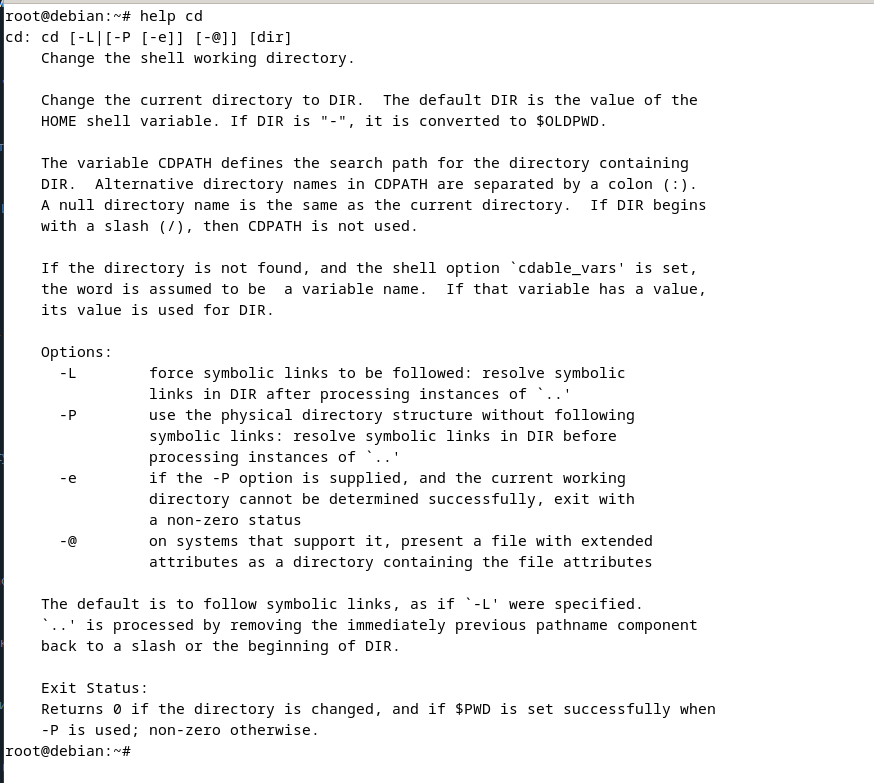 root@debian:~# help cd
cd: cd [-L|[-P [-e]] [-@]] [dir]
    Change the shell working directory.

    Change the current directory to DIR.  The default DIR is the value of the
    HOME shell variable. If DIR is "-", it is converted to $OLDPWD.

    The variable CDPATH defines the search path for the directory containing
    DIR.  Alternative directory names in CDPATH are separated by a colon (:).
    A null directory name is the same as the current directory.  If DIR begins
    with a slash (/), then CDPATH is not used.

    If the directory is not found, and the shell option `cdable_vars' is set,
    the word is assumed to be  a variable name.  If that variable has a value,
    its value is used for DIR.

    Options:
      -L        force symbolic links to be followed: resolve symbolic
                links in DIR after processing instances of `..'
      -P        use the physical directory structure without following
                symbolic links: resolve symbolic links in DIR before
                processing instances of `..'
      -e        if the -P option is supplied, and the current working
                directory cannot be determined successfully, exit with
                a non-zero status
      -@        on systems that support it, present a file with extended
                attributes as a directory containing the file attributes

    The default is to follow symbolic links, as if `-L' were specified.
    `..' is processed by removing the immediately previous pathname component
    back to a slash or the beginning of DIR.

    Exit Status:
    Returns 0 if the directory is changed, and if $PWD is set successfully when
    -P is used; non-zero otherwise.
root@debian:~#